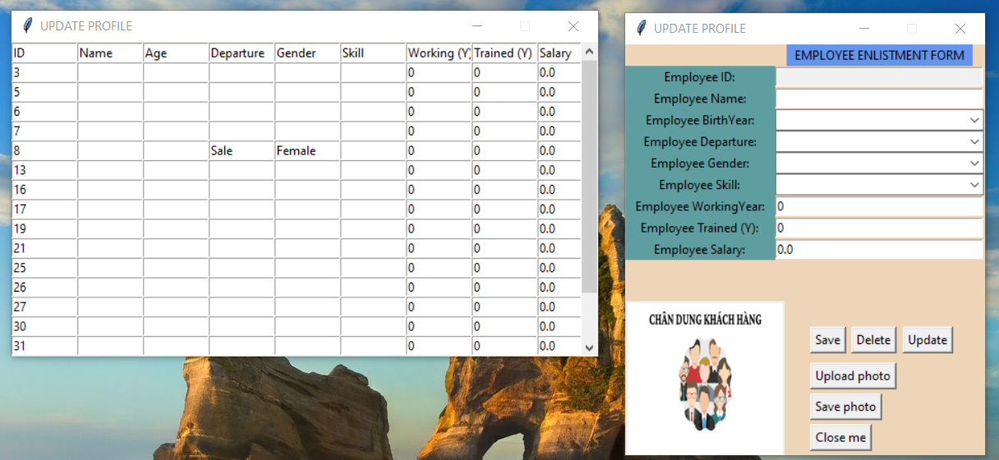 UPDATE PROFILE
ID Name Age Departure Gender Skill Working (Y) Trained (Y) Salary
3 0 0 0.0
5 0 0 0.0
6 0 0 0.0
7 0 0 0.0
8 Sale Female 0 0 0.0
13 0 0 0.0
16 0 0 0.0
17 0 0 0.0
19 0 0 0.0
21 0 0 0.0
25 0 0 0.0
26 0 0 0.0
27 0 0 0.0
30 0 0 0.0
31 0 0 0.0
UPDATE PROFILE
EMPLOYEE ENLISTMENT FORM
Employee ID:
Employee Name:
Employee BirthYear:
Employee Departure:
Employee Gender:
Employee Skill:
Employee WorkingYear: 0
Employee Trained (Y): 0
Employee Salary: 0.0
CHÂN DUNG KHÁCH HÀNG
Save Delete Update
Upload photo
Save photo
Close me